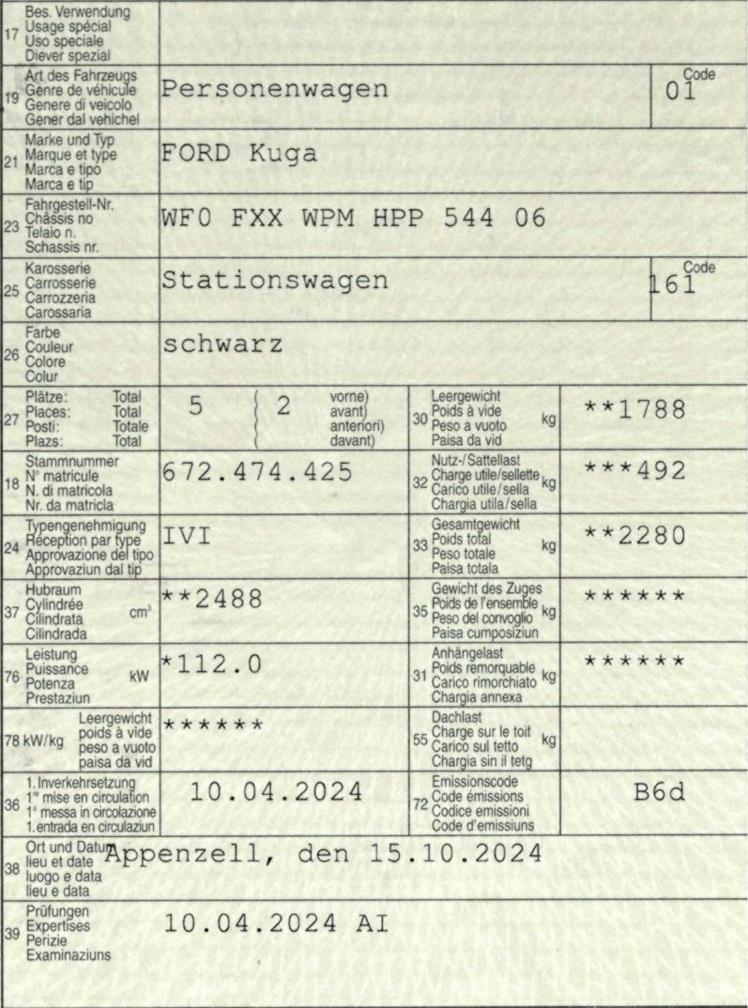 17 Bes. Verwendung
Usage spécial
Uso speciale
Diever spezial
19 Art des Fahrzeugs
Genre de véhicule
Genere di veicolo
Gener dal vehichel
Personenwagen
Code
01
21 Marke und Typ
Marque et type
Marca e tipo
Marca e tip
FORD Kuga
23 Fahrgestell-Nr.
Châssis no
Telaio n.
Schassis nr.
WF0 FXX WPM HPP 544 06
25 Karosserie
Carrosserie
Carrozzeria
Carossaria
Stationswagen
Code
161
26 Farbe
Couleur
Colore
Colur
schwarz
27 Plätze: Total
Places: Total
Posti: Totale
Plazs: Total
5 ( 2 vorne)
( avant)
( anteriori)
( davant)
30 Leergewicht
Poids à vide
Peso a vuoto
Paisa da vid
kg
**1788
18 Stammnummer
N° matricule
N. di matricola
Nr. da matricla
672.474.425
32 Nutz-/Sattellast
Charge utile/sellette
Carico utile/sella
Chargia utila/sella
kg
***492
24 Typengenehmigung
Réception par type
Approvazione del tipo
Approvaziun dal tip
IVI
33 Gesamtgewicht
Poids total
Peso totale
Paisa totala
kg
**2280
37 Hubraum
Cylindrée
Cilindrata
Cilindrada
cm³
**2488
35 Gewicht des Zuges
Poids de l'ensemble
Peso del convoglio
Paisa cumposiziun
kg
******
76 Leistung
Puissance
Potenza
Prestaziun
kW
*112.0
31 Anhängelast
Poids remorquable
Carico rimorchiato
Chargia annexa
kg
******
78 kW/kg
Leergewicht
poids à vide
peso a vuoto
paisa da vid
******
55 Dachlast
Charge sur le toit
Carico sul tetto
Chargia sin il tetg
kg
36 1. Inverkehrsetzung
1re mise en circulation
1a messa in circolazione
1. entrada en circulaziun
10.04.2024
72 Emissionscode
Code émissions
Codice emissioni
Code d'emissiuns
B6d
38 Ort und Datum
lieu et date
luogo e data
lieu e data
Appenzell, den 15.10.2024
39 Prüfungen
Expertises
Perizie
Examinaziuns
10.04.2024 AI